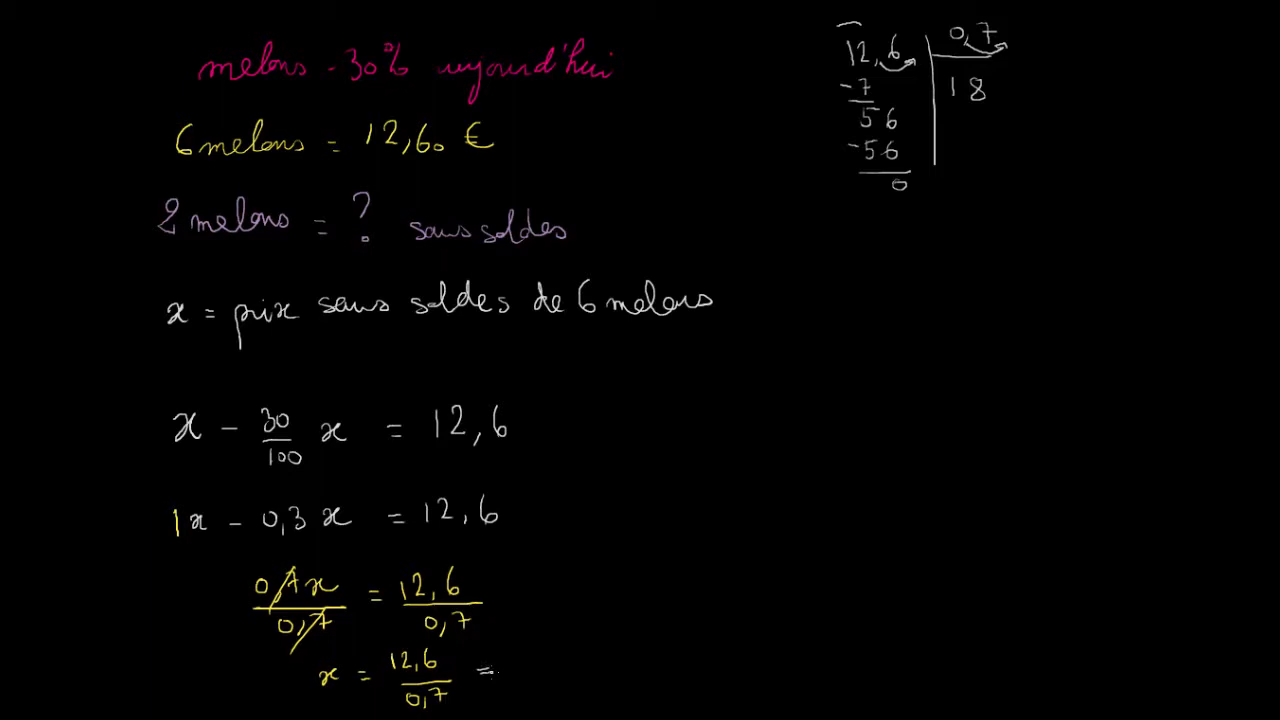 melons - 30% aujourd'hui
6 melons = 12,60 €
2 melons = ? sans soldes
x = prix sans soldes de 6 melons
x - 30/100 x = 12,6
1x - 0,3 x = 12,6
0,7x/0,7 = 12,6/0,7
x = 12,6/0,7 =
12,6 | 0,7
-7 | 18
56
-56
0